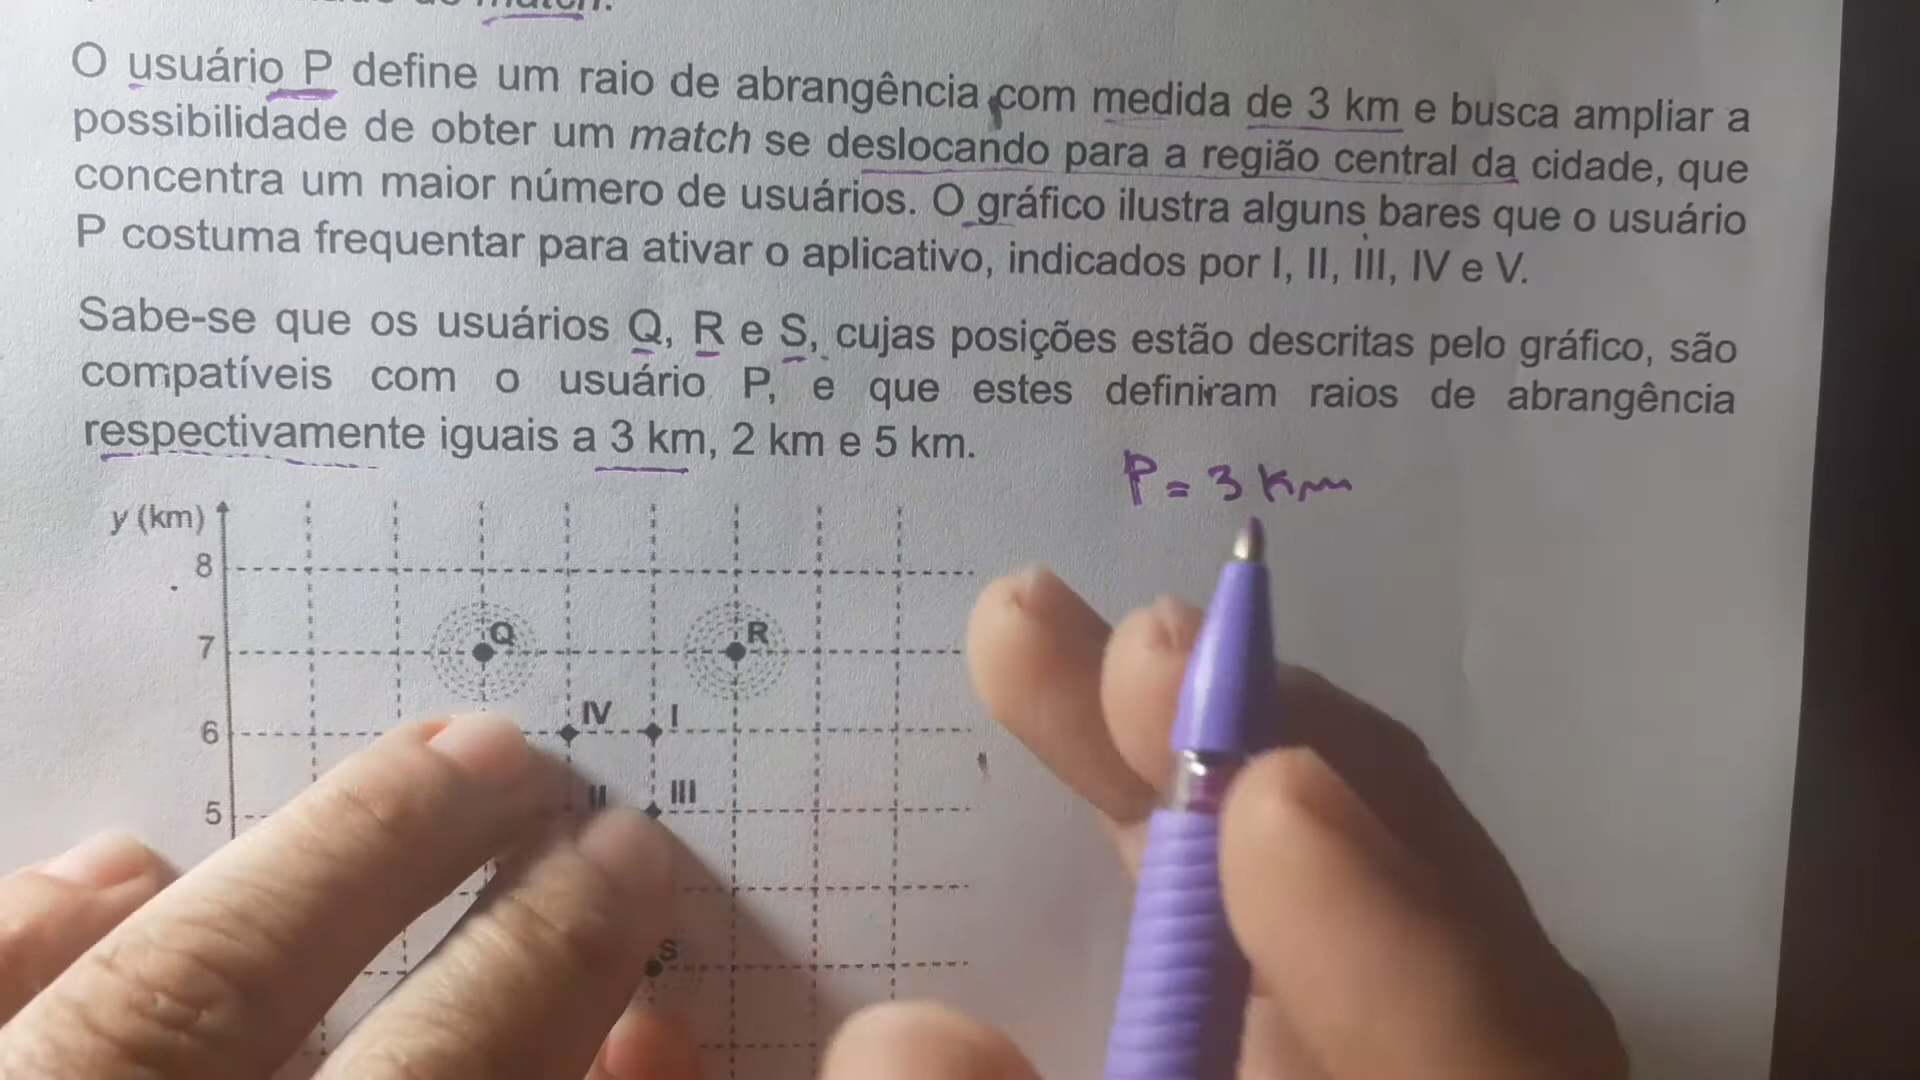 match.
O usuário P define um raio de abrangência com medida de 3 km e busca ampliar a
possibilidade de obter um match se deslocando para a região central da cidade, que
concentra um maior número de usuários. O gráfico ilustra alguns bares que o usuário
P costuma frequentar para ativar o aplicativo, indicados por I, II, III, IV e V.
Sabe-se que os usuários Q, R e S, cujas posições estão descritas pelo gráfico, são
compatíveis com o usuário P, e que estes definiram raios de abrangência
respectivamente iguais a 3 km, 2 km e 5 km.
P = 3 Km
y (km)
8
Q
R
7
IV
I
6
II
III
5
S